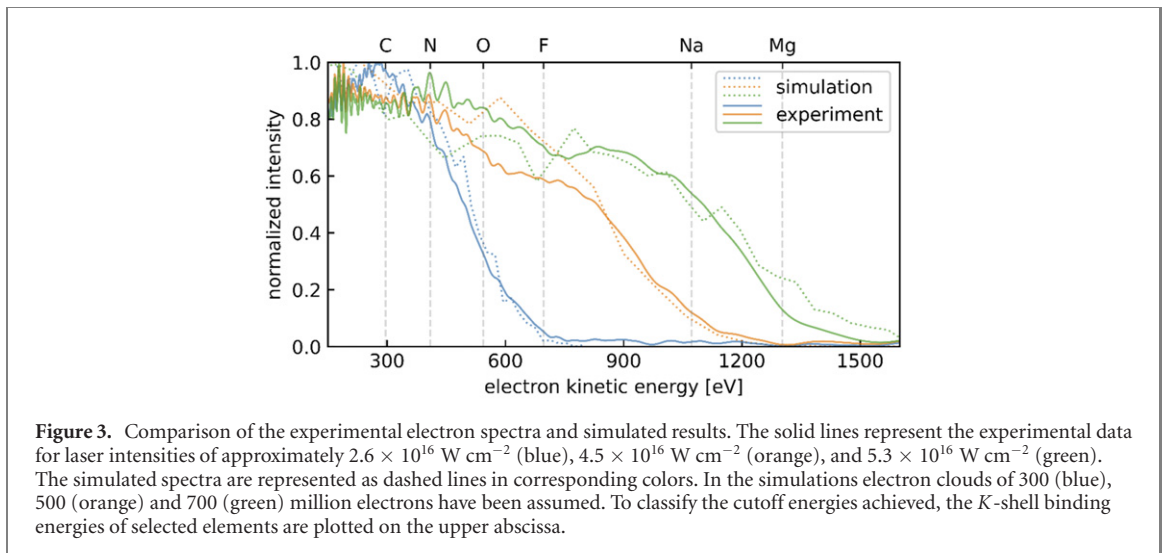 C N O F Na Mg
1.0
0.8
0.6
0.4
0.2
0.0
normalized intensity
simulation
experiment
300 600 900 1200 1500
electron kinetic energy [eV]
Figure 3. Comparison of the experimental electron spectra and simulated results. The solid lines represent the experimental data
for laser intensities of approximately 2.6 × 10¹⁶ W cm⁻² (blue), 4.5 × 10¹⁶ W cm⁻² (orange), and 5.3 × 10¹⁶ W cm⁻² (green).
The simulated spectra are represented as dashed lines in corresponding colors. In the simulations electron clouds of 300 (blue),
500 (orange) and 700 (green) million electrons have been assumed. To classify the cutoff energies achieved, the K-shell binding
energies of selected elements are plotted on the upper abscissa.